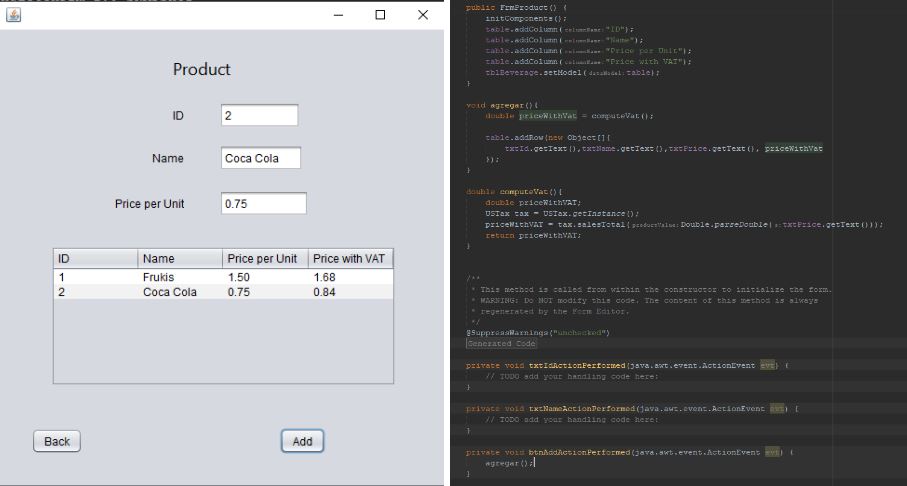 Product
ID
2
Name
Coca Cola
Price per Unit
0.75
ID Name Price per Unit Price with VAT
1 Frukis 1.50 1.68
2 Coca Cola 0.75 0.84
Back Add
public FrmProduct() {
initComponents();
table.addColumn( columnName: "ID");
table.addColumn( columnName: "Name");
table.addColumn( columnName: "Price per Unit");
table.addColumn( columnName: "Price with VAT");
tblBeverage.setModel( dataModel: table);
}
void agregar(){
double priceWithVat = computeVat();
table.addRow(new Object[]{
txtId.getText(),txtName.getText(),txtPrice.getText(), priceWithVat
});
}
double computeVat(){
double priceWithVAT;
USTax tax = USTax.getInstance();
priceWithVAT = tax.salesTotal( productValue: Double.parseDouble( s: txtPrice.getText()));
return priceWithVAT;
}
/**
* This method is called from within the constructor to initialize the form.
* WARNING: Do NOT modify this code. The content of this method is always
* regenerated by the Form Editor.
*/
@SuppressWarnings("unchecked")
Generated Code
private void txtIdActionPerformed(java.awt.event.ActionEvent evt) {
// TODO add your handling code here:
}
private void txtNameActionPerformed(java.awt.event.ActionEvent evt) {
// TODO add your handling code here:
}
private void btnAddActionPerformed(java.awt.event.ActionEvent evt) {
agregar();
}